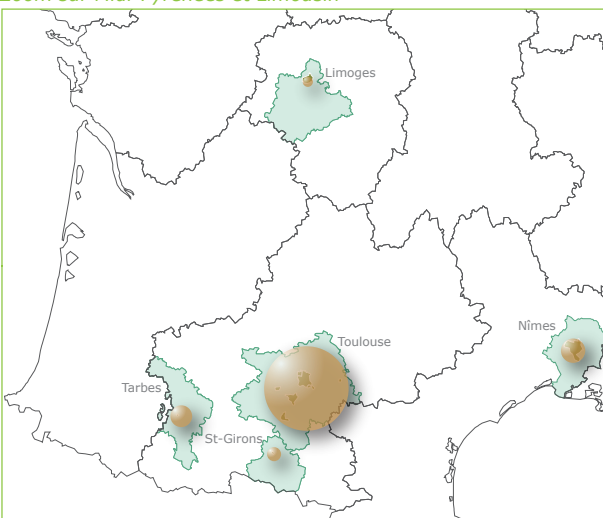 Zoom sur Midi-Pyrénées et Limousin
Limoges
Toulouse
Nîmes
Tarbes
St-Girons